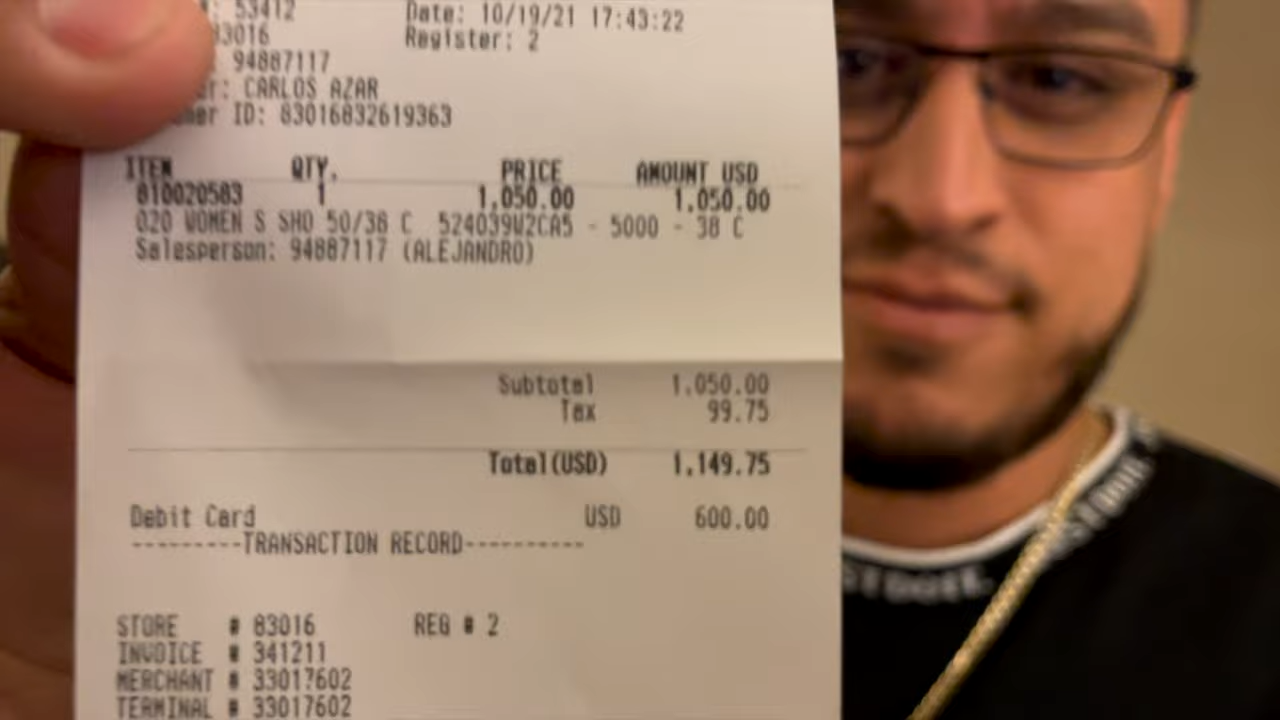 : 53412 Date: 10/19/21 17:43:22
83016 Register: 2
94887117
er: CARLOS AZAR
mer ID: 83016832619363
ITEM QTY. PRICE AMOUNT USD
810020583 1 1,050.00 1,050.00
020 WOMEN S SHO 50/38 C 524039W2CA5 - 5000 - 38 C
Salesperson: 94887117 (ALEJANDRO)
Subtotal 1,050.00
Tax 99.75
Total(USD) 1,149.75
Debit Card USD 600.00
---------TRANSACTION RECORD----------
STORE # 83016 REG # 2
INVOICE # 341211
MERCHANT # 33017602
TERMINAL # 33017602